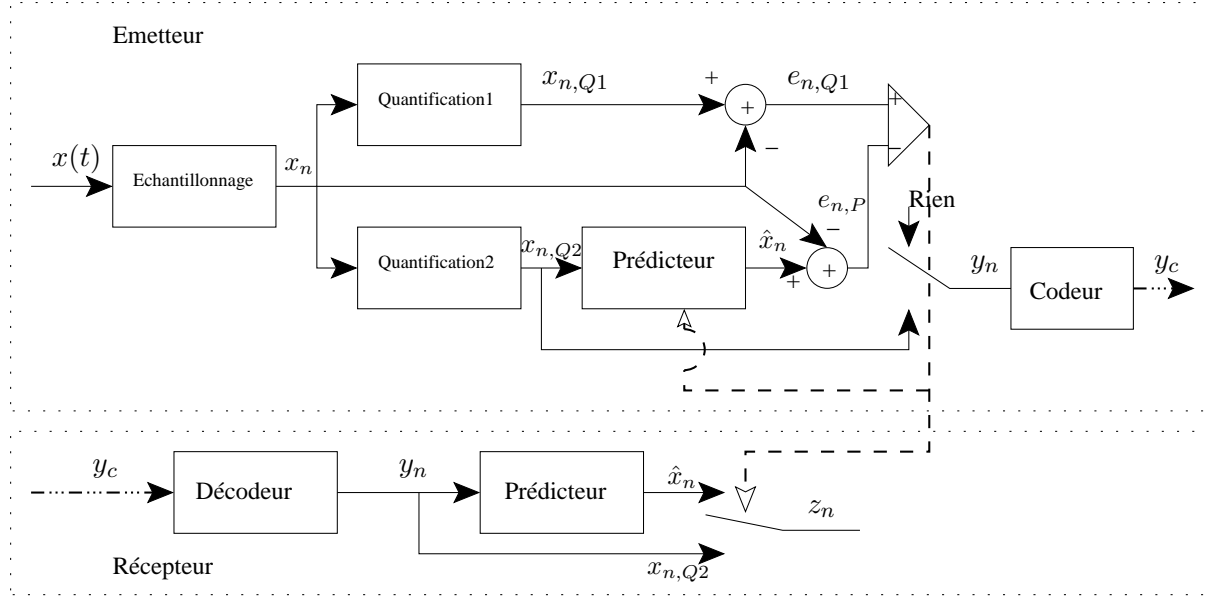 Emetteur
x(t)
Echantillonnage
x_n
Quantification1
x_{n,Q1}
+
+
−
e_{n,Q1}
+
−
Quantification2
x_{n,Q2}
Prédicteur
x̂_n
+
+
−
e_{n,P}
Rien
y_n
Codeur
y_c
y_c
Décodeur
y_n
Prédicteur
x̂_n
x_{n,Q2}
z_n
Récepteur